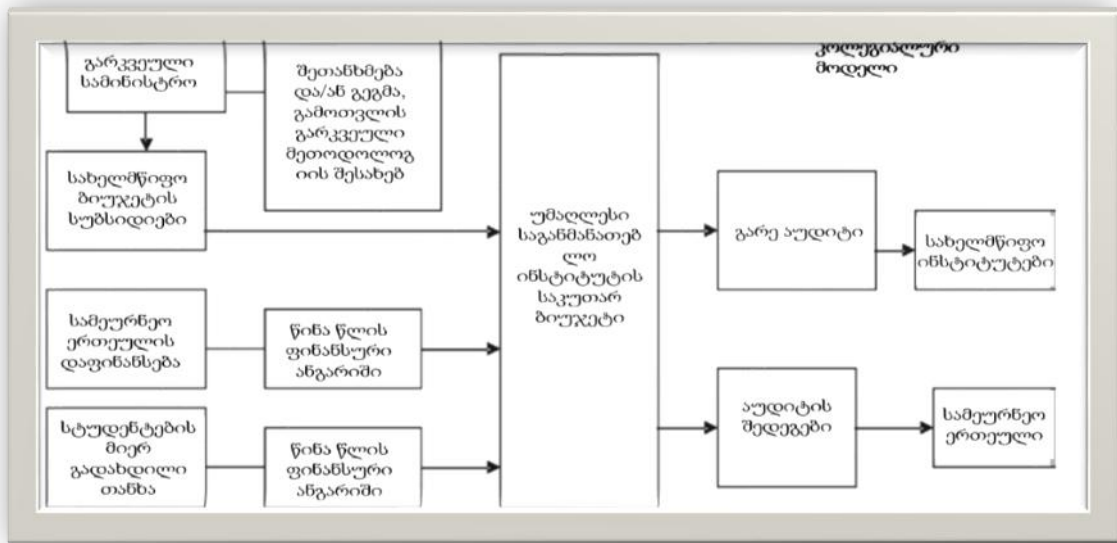 კოლეგიალური
მოდელი
გარკვეული
სამინისტრო
შეთანხმება
და/ან გეგმა,
გამოთვლის
გარკვეული
მეთოდოლოგ
იის შესახებ
სახელმწიფო
ბიუჯეტის
სუბსიდიები
უმაღლესი
საგანმანათებ
ლო
ინსტიტუტის
საკუთარ
ბიუჯეტი
გარე აუდიტი
სახელმწიფო
ინსტიტუტები
სამეურნეო
ერთეულის
დაფინანსება
წინა წლის
ფინანსური
ანგარიში
აუდიტის
შედეგები
სამეურნეო
ერთეული
სტუდენტების
მიერ
გადახდილი
თანხა
წინა წლის
ფინანსური
ანგარიში